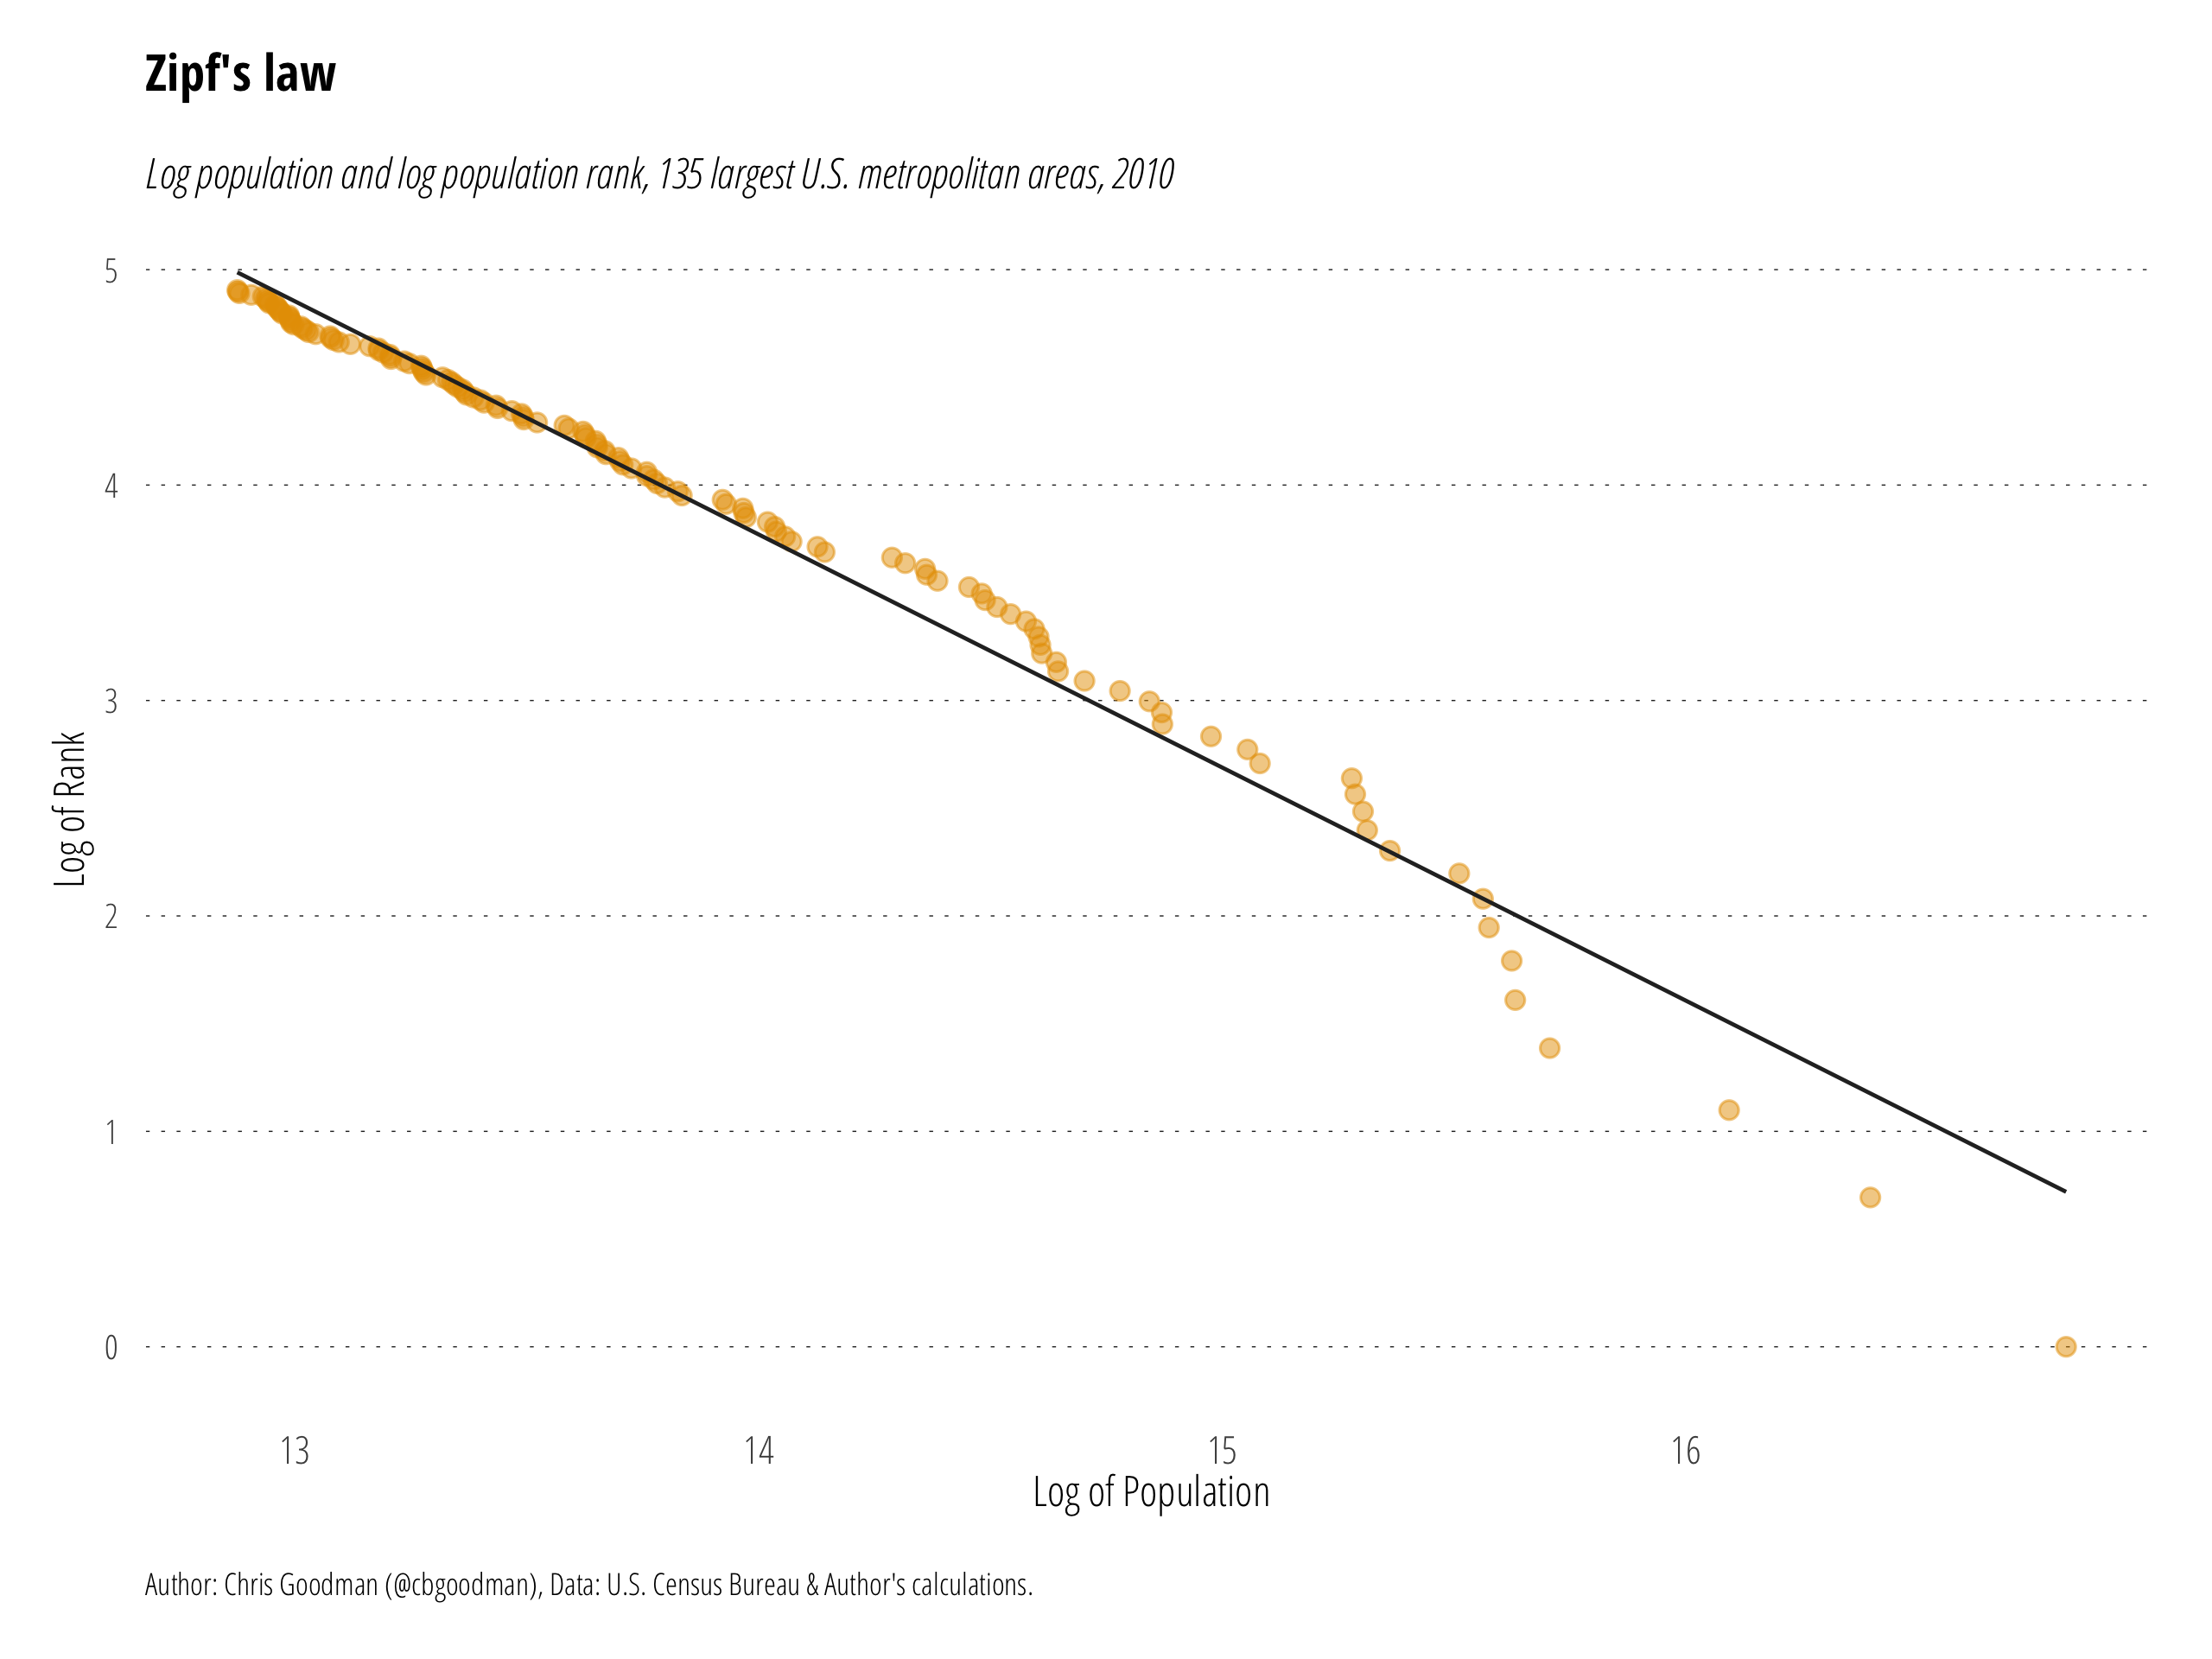 Zipf's law
Log population and log population rank, 135 largest U.S. metropolitan areas, 2010
5
4
3
2
1
0
Log of Rank
13
14
15
16
Log of Population
Author: Chris Goodman (@cbgoodman), Data: U.S. Census Bureau & Author's calculations.